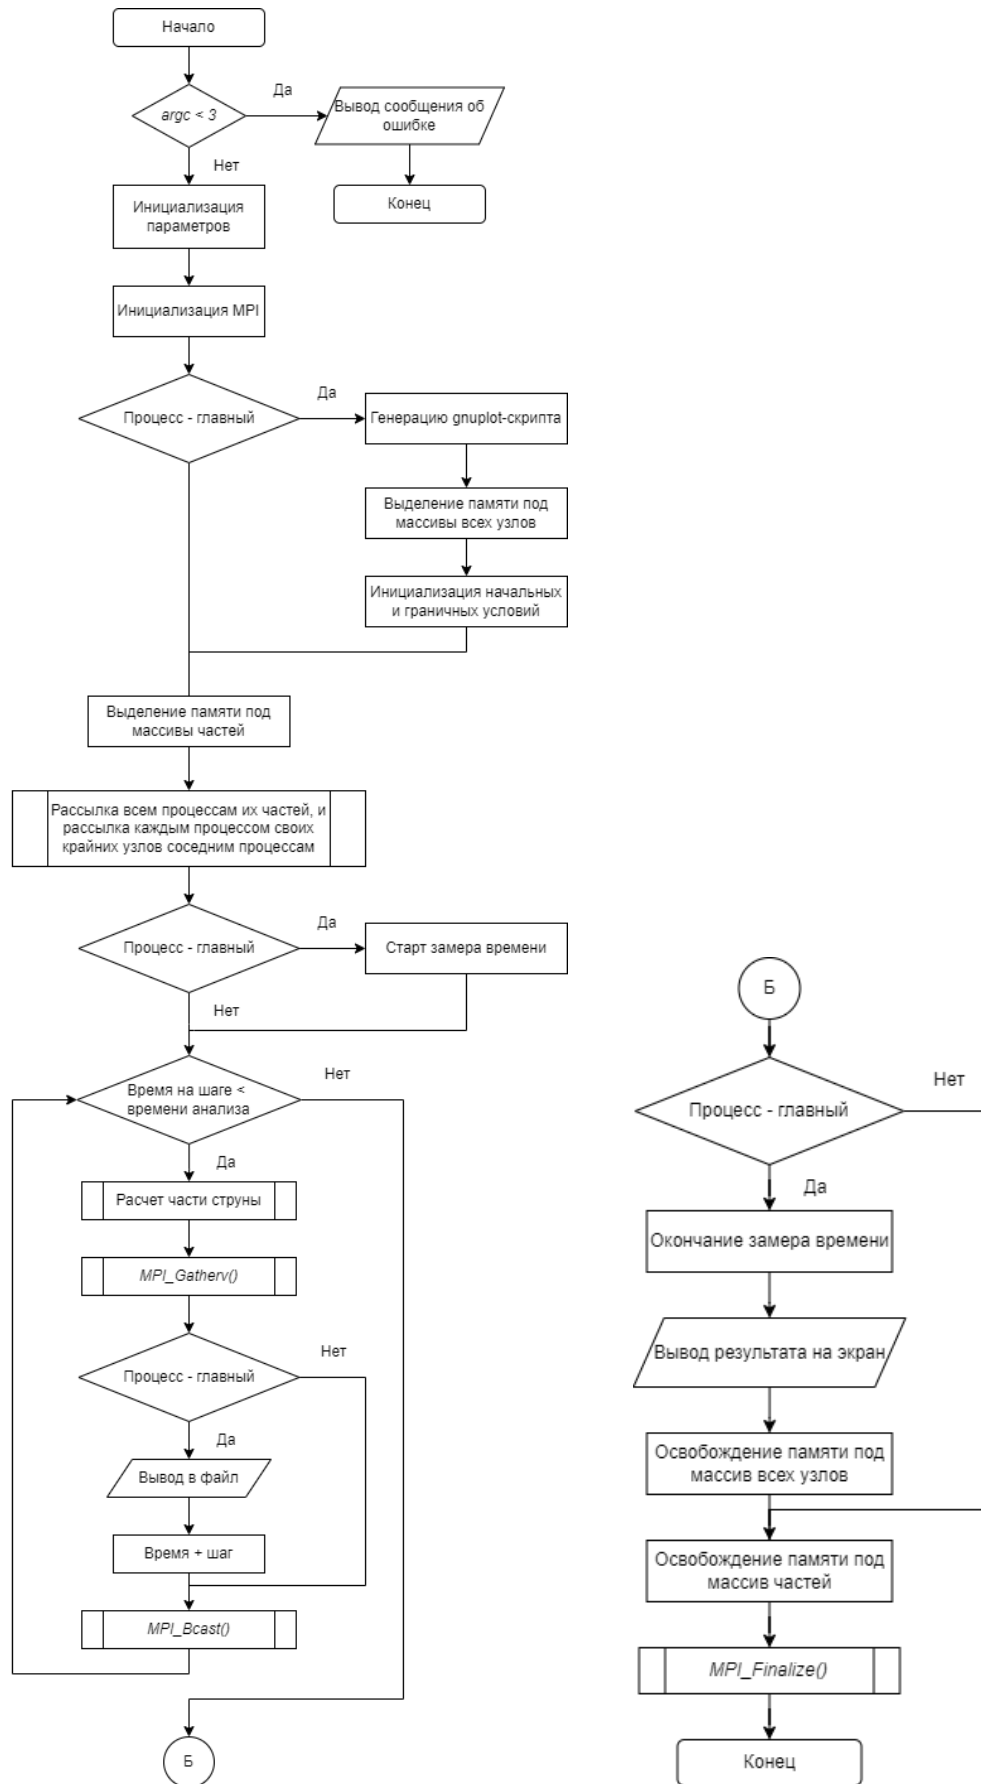 Начало
Да
argc < 3
Вывод сообщения об
ошибке
Нет
Конец
Инициализация
параметров
Инициализация MPI
Да
Процесс - главный
Генерацию gnuplot-скрипта
Выделение памяти под
массивы всех узлов
Инициализация начальных
и граничных условий
Выделение памяти под
массивы частей
Рассылка всем процессам их частей, и
рассылка каждым процессом своих
крайних узлов соседним процессам
Да
Процесс - главный
Старт замера времени
Нет
Время на шаге <
времени анализа
Нет
Да
Расчет части струны
MPI_Gatherv()
Процесс - главный
Нет
Да
Вывод в файл
Время + шаг
MPI_Bcast()
Б
Б
Процесс - главный
Нет
Да
Окончание замера времени
Вывод результата на экран
Освобождение памяти под
массив всех узлов
Освобождение памяти под
массив частей
MPI_Finalize()
Конец